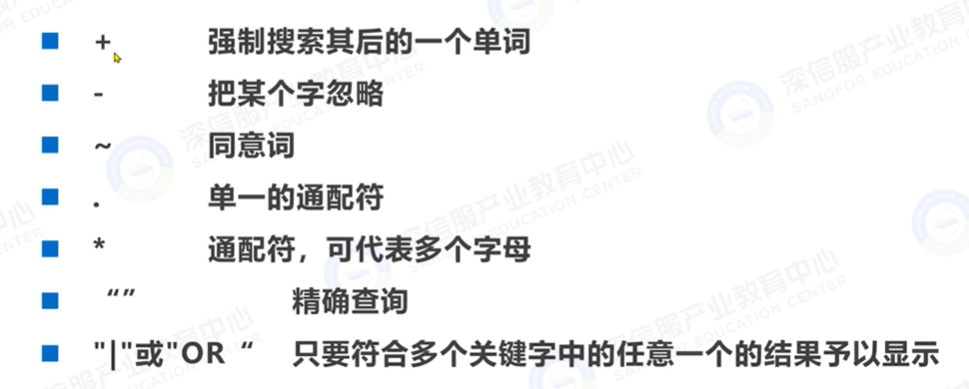 + 强制搜索其后的一个单词
- 把某个字忽略
~ 同意词
. 单一的通配符
* 通配符，可代表多个字母
“” 精确查询
"|"或"OR “ 只要符合多个关键字中的任意一个的结果予以显示
深信服产业教育中心
SANGFOR EDUCATION CENTER